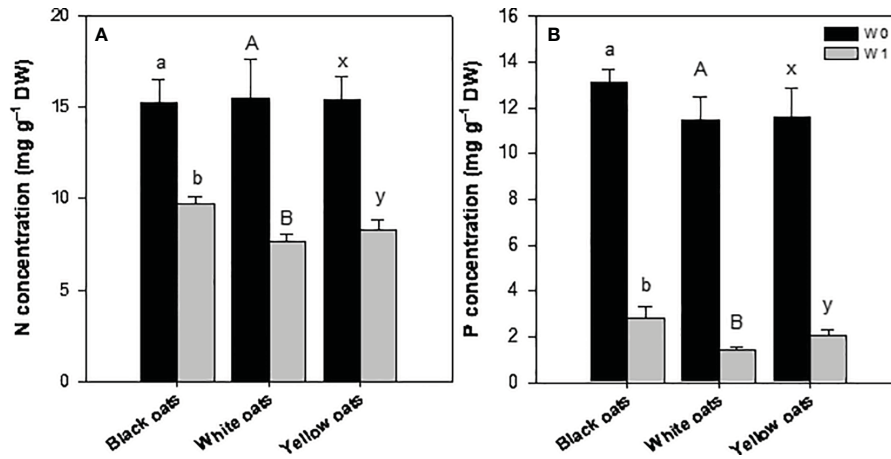 A
N concentration (mg g⁻¹ DW)
20
15
10
5
0
a
b
A
B
x
y
Black oats
White oats
Yellow oats
B
P concentration (mg g⁻¹ DW)
16
14
12
10
8
6
4
2
0
W0
W1
a
b
A
B
x
y
Black oats
White oats
Yellow oats